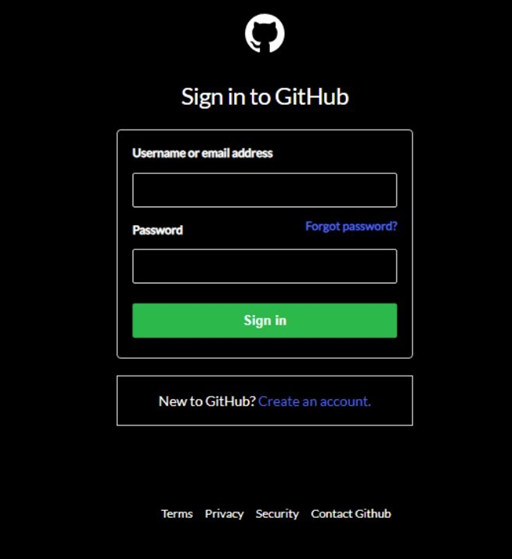 Sign in to GitHub
Username or email address
Password
Forgot password?
Sign in
New to GitHub? Create an account.
Terms Privacy Security Contact Github